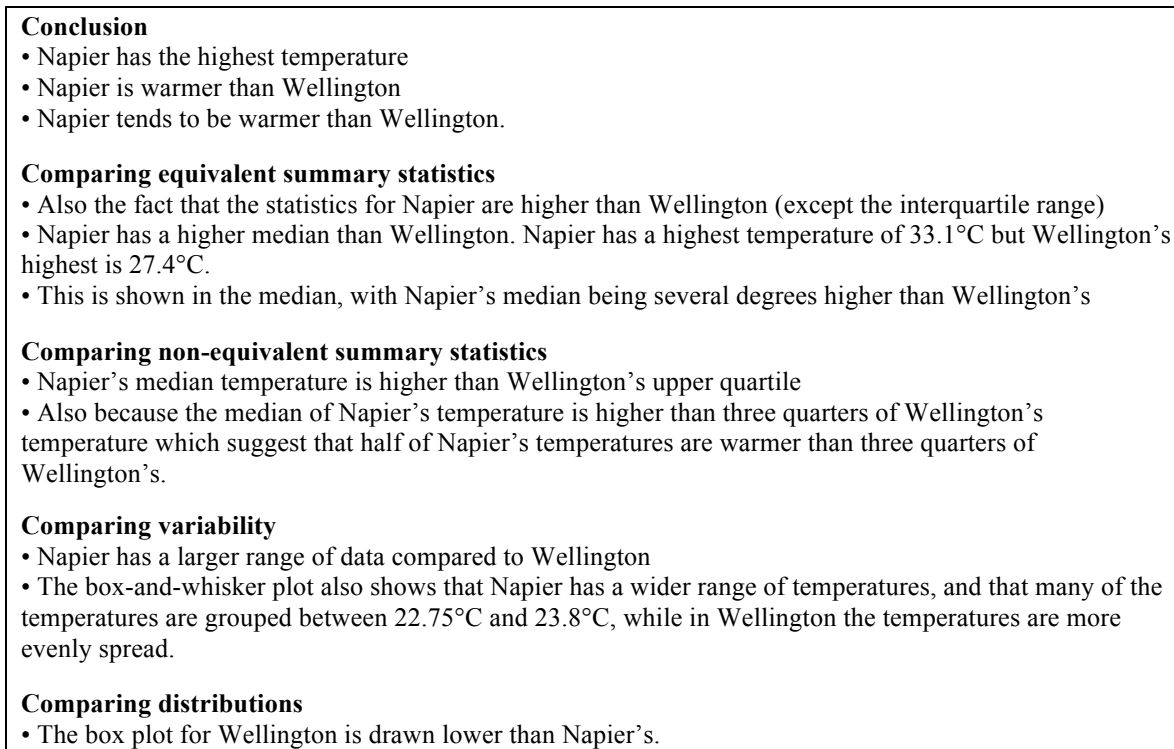 Conclusion
• Napier has the highest temperature
• Napier is warmer than Wellington
• Napier tends to be warmer than Wellington.
Comparing equivalent summary statistics
• Also the fact that the statistics for Napier are higher than Wellington (except the interquartile range)
• Napier has a higher median than Wellington. Napier has a highest temperature of 33.1°C but Wellington’s
highest is 27.4°C.
• This is shown in the median, with Napier’s median being several degrees higher than Wellington’s
Comparing non-equivalent summary statistics
• Napier’s median temperature is higher than Wellington’s upper quartile
• Also because the median of Napier’s temperature is higher than three quarters of Wellington’s
temperature which suggest that half of Napier’s temperatures are warmer than three quarters of
Wellington’s.
Comparing variability
• Napier has a larger range of data compared to Wellington
• The box-and-whisker plot also shows that Napier has a wider range of temperatures, and that many of the
temperatures are grouped between 22.75°C and 23.8°C, while in Wellington the temperatures are more
evenly spread.
Comparing distributions
• The box plot for Wellington is drawn lower than Napier’s.